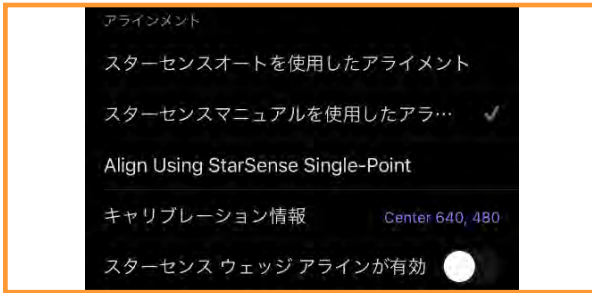 アラインメント
スターセンスオートを使用したアライメント
スターセンスマニュアルを使用したアラ…
Align Using StarSense Single-Point
キャリブレーション情報 Center 640, 480
スターセンス ウェッジ アラインが有効